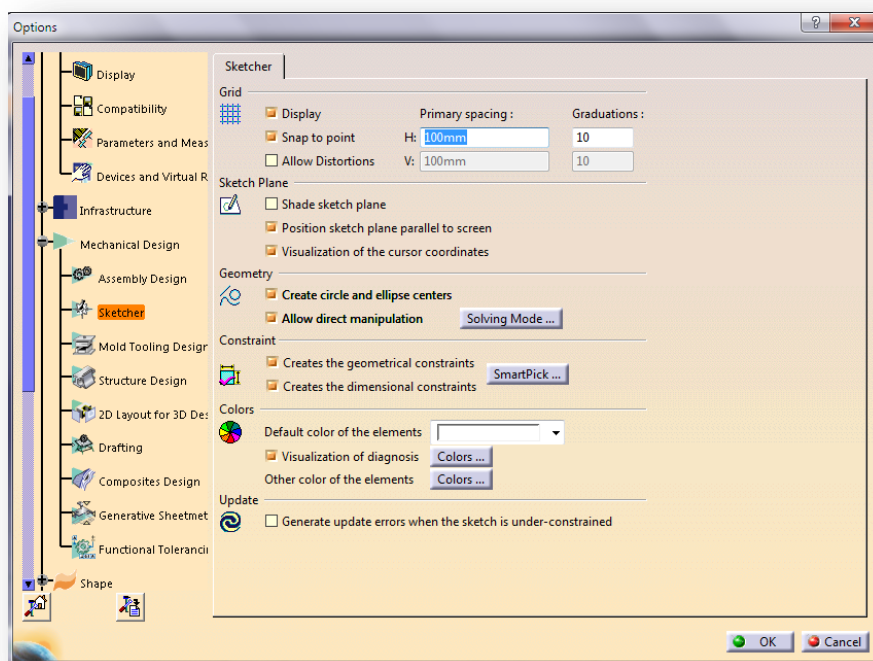 Options
Display
Compatibility
Parameters and Meas
Devices and Virtual R
Infrastructure
Mechanical Design
Assembly Design
Sketcher
Mold Tooling Design
Structure Design
2D Layout for 3D Des
Drafting
Composites Design
Generative Sheetmet
Functional Tolerancin
Shape
Sketcher
Grid
Display Primary spacing : Graduations :
Snap to point H: 100mm 10
Allow Distortions V: 100mm 10
Sketch Plane
Shade sketch plane
Position sketch plane parallel to screen
Visualization of the cursor coordinates
Geometry
Create circle and ellipse centers
Allow direct manipulation Solving Mode ...
Constraint
Creates the geometrical constraints
SmartPick ...
Creates the dimensional constraints
Colors
Default color of the elements
Visualization of diagnosis Colors ...
Other color of the elements Colors ...
Update
Generate update errors when the sketch is under-constrained
OK Cancel